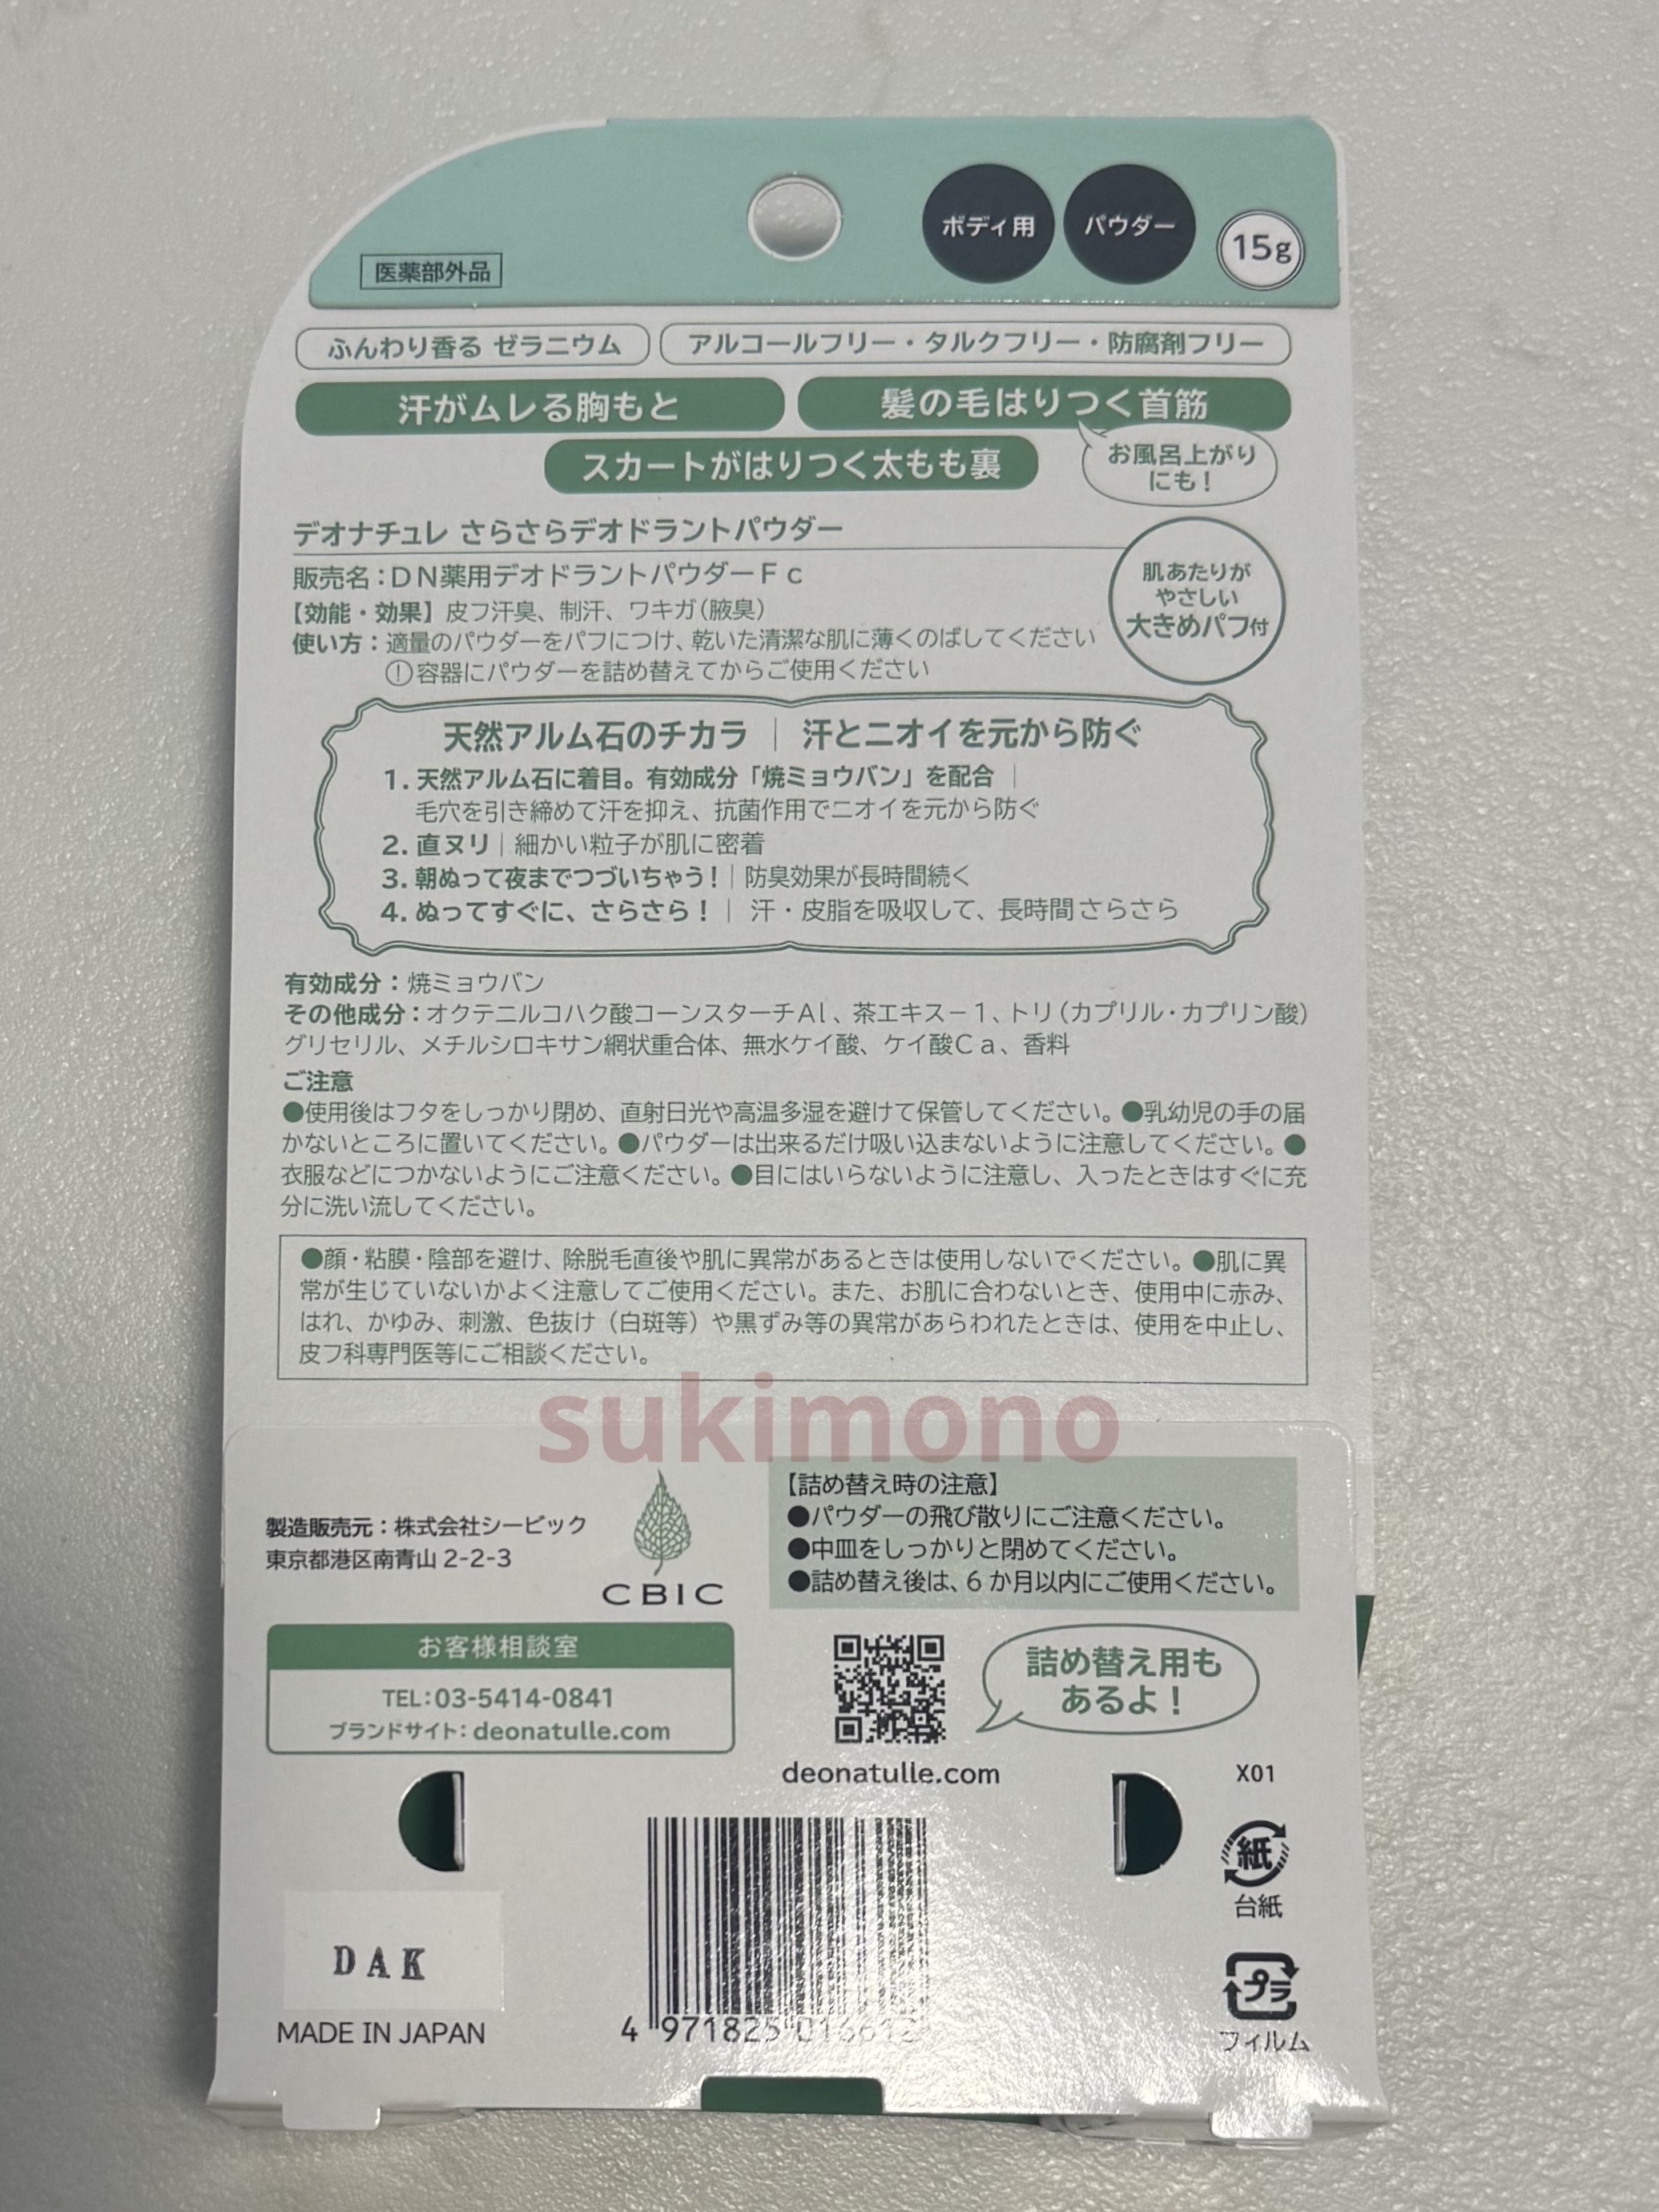 医薬部外品
ボディ用
パウダー
15g
ふんわり香る ゼラニウム
アルコールフリー・タルクフリー・防腐剤フリー
汗がムレる胸もと
髪の毛はりつく首筋
スカートがはりつく太もも裏
お風呂上がり
にも！
デオナチュレ さらさらデオドラントパウダー
販売名：ＤＮ薬用デオドラントパウダーＦｃ
【効能・効果】皮フ汗臭、制汗、ワキガ（腋臭）
使い方：適量のパウダーをパフにつけ、乾いた清潔な肌に薄くのばしてください
！容器にパウダーを詰め替えてからご使用ください
肌あたりが
やさしい
大きめパフ付
天然アルム石のチカラ｜汗とニオイを元から防ぐ
1. 天然アルム石に着目。有効成分「焼ミョウバン」を配合｜
毛穴を引き締めて汗を抑え、抗菌作用でニオイを元から防ぐ
2. 直ヌリ｜細かい粒子が肌に密着
3. 朝ぬって夜までつづいちゃう！｜防臭効果が長時間続く
4. ぬってすぐに、さらさら！｜汗・皮脂を吸収して、長時間さらさら
有効成分：焼ミョウバン
その他成分：オクテニルコハク酸コーンスターチＡｌ、茶エキス－１、トリ（カプリル・カプリン酸）
グリセリル、メチルシロキサン網状重合体、無水ケイ酸、ケイ酸Ｃａ、香料
ご注意
●使用後はフタをしっかり閉め、直射日光や高温多湿を避けて保管してください。●乳幼児の手の届
かないところに置いてください。●パウダーは出来るだけ吸い込まないように注意してください。●
衣服などにつかないようにご注意ください。●目にはいらないように注意し、入ったときはすぐに充
分に洗い流してください。
●顔・粘膜・陰部を避け、除脱毛直後や肌に異常があるときは使用しないでください。●肌に異
常が生じていないかよく注意してご使用ください。また、お肌に合わないとき、使用中に赤み、
はれ、かゆみ、刺激、色抜け（白斑等）や黒ずみ等の異常があらわれたときは、使用を中止し、
皮フ科専門医等にご相談ください。
sukimono
製造販売元：株式会社シービック
東京都港区南青山 2-2-3
CBIC
【詰め替え時の注意】
●パウダーの飛び散りにご注意ください。
●中皿をしっかりと閉めてください。
●詰め替え後は、6 か月以内にご使用ください。
お客様相談室
TEL：03-5414-0841
ブランドサイト：deonatulle.com
詰め替え用も
あるよ！
deonatulle.com
X01
紙
台紙
DAK
MADE IN JAPAN
4 971825 016612
プラ
フィルム